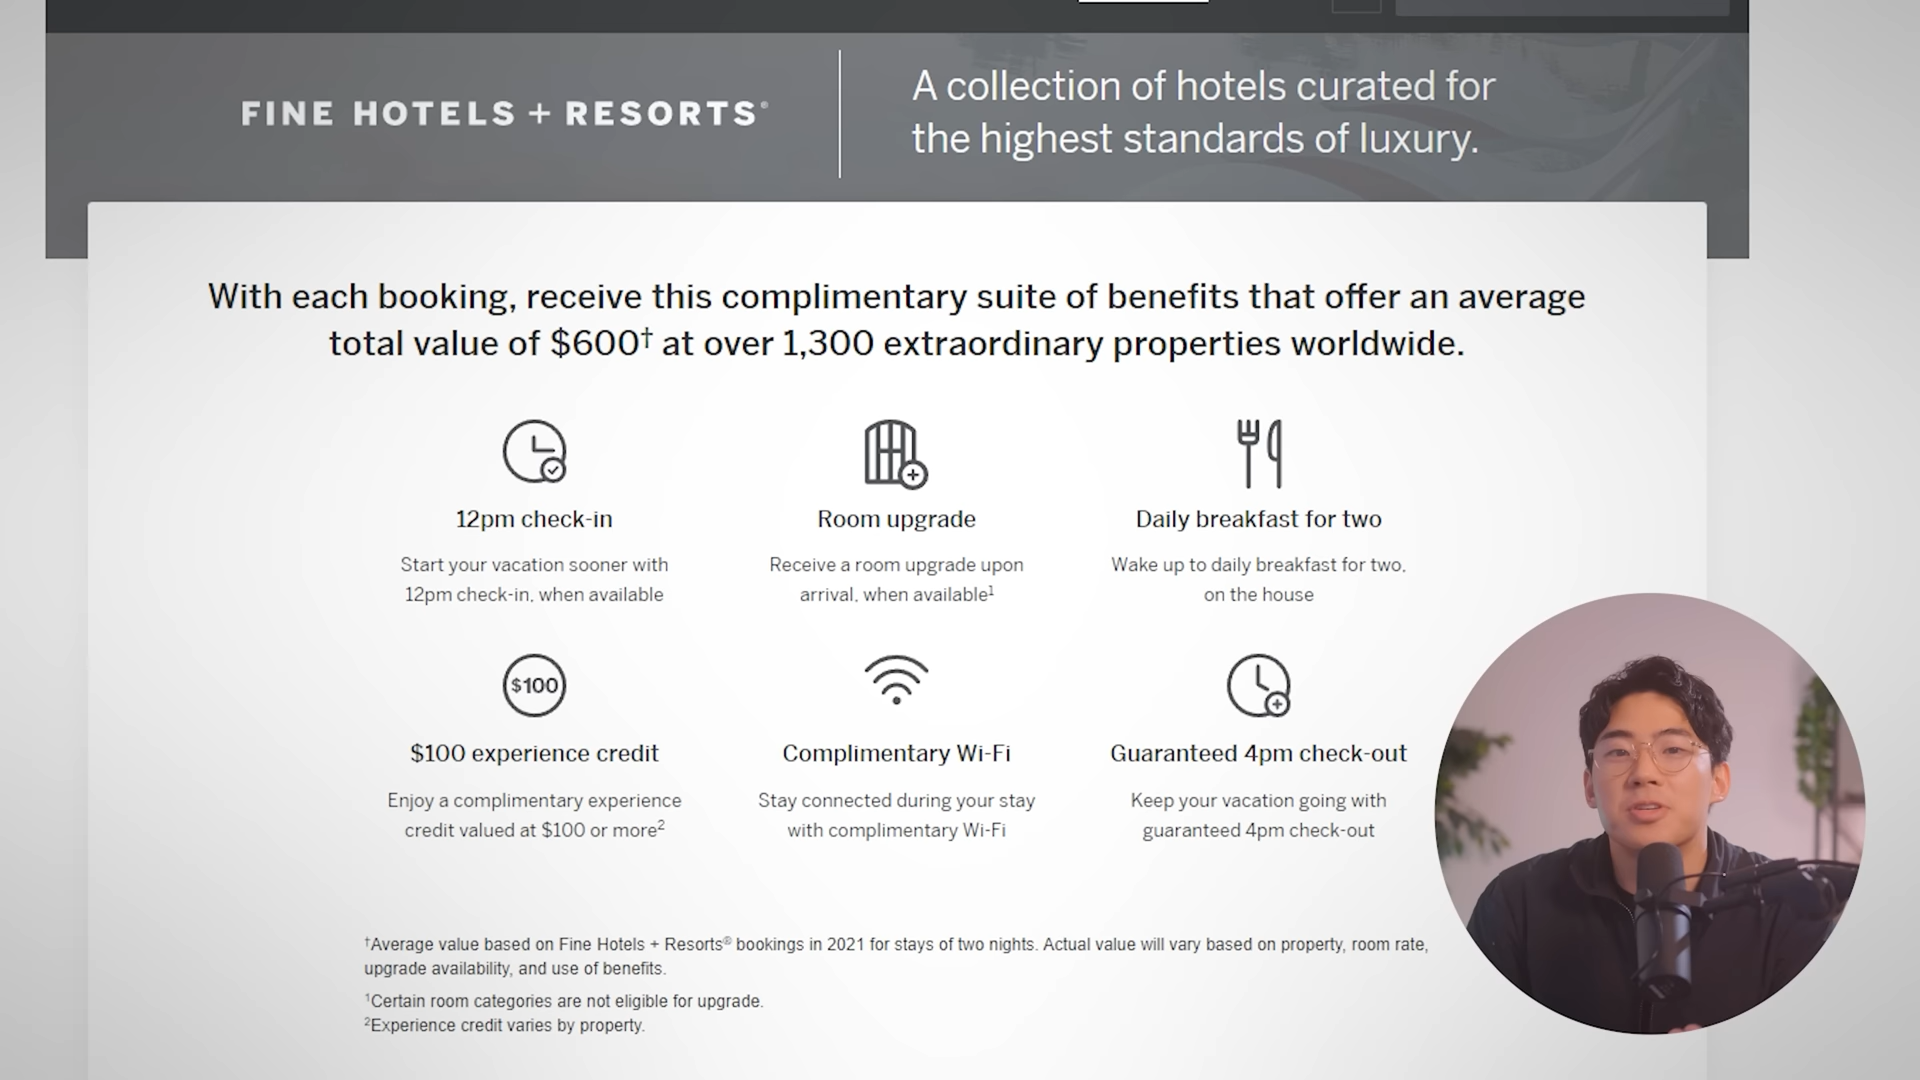 FINE HOTELS + RESORTS®
A collection of hotels curated for
the highest standards of luxury.
With each booking, receive this complimentary suite of benefits that offer an average
total value of $600† at over 1,300 extraordinary properties worldwide.
12pm check-in
Start your vacation sooner with
12pm check-in, when available
Room upgrade
Receive a room upgrade upon
arrival, when available¹
Daily breakfast for two
Wake up to daily breakfast for two,
on the house
$100
$100 experience credit
Enjoy a complimentary experience
credit valued at $100 or more²
Complimentary Wi-Fi
Stay connected during your stay
with complimentary Wi-Fi
Guaranteed 4pm check-out
Keep your vacation going with
guaranteed 4pm check-out
†Average value based on Fine Hotels + Resorts® bookings in 2021 for stays of two nights. Actual value will vary based on property, room rate,
upgrade availability, and use of benefits.
¹Certain room categories are not eligible for upgrade.
²Experience credit varies by property.